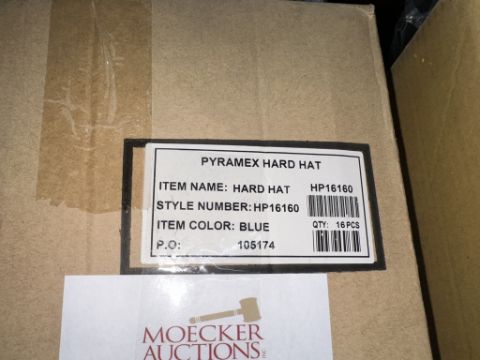 PYRAMEX HARD HAT
ITEM NAME: HARD HAT HP16160
STYLE NUMBER: HP16160
ITEM COLOR: BLUE QTY: 16 PCS
P.O: 105174
MOECKER
AUCTIONS